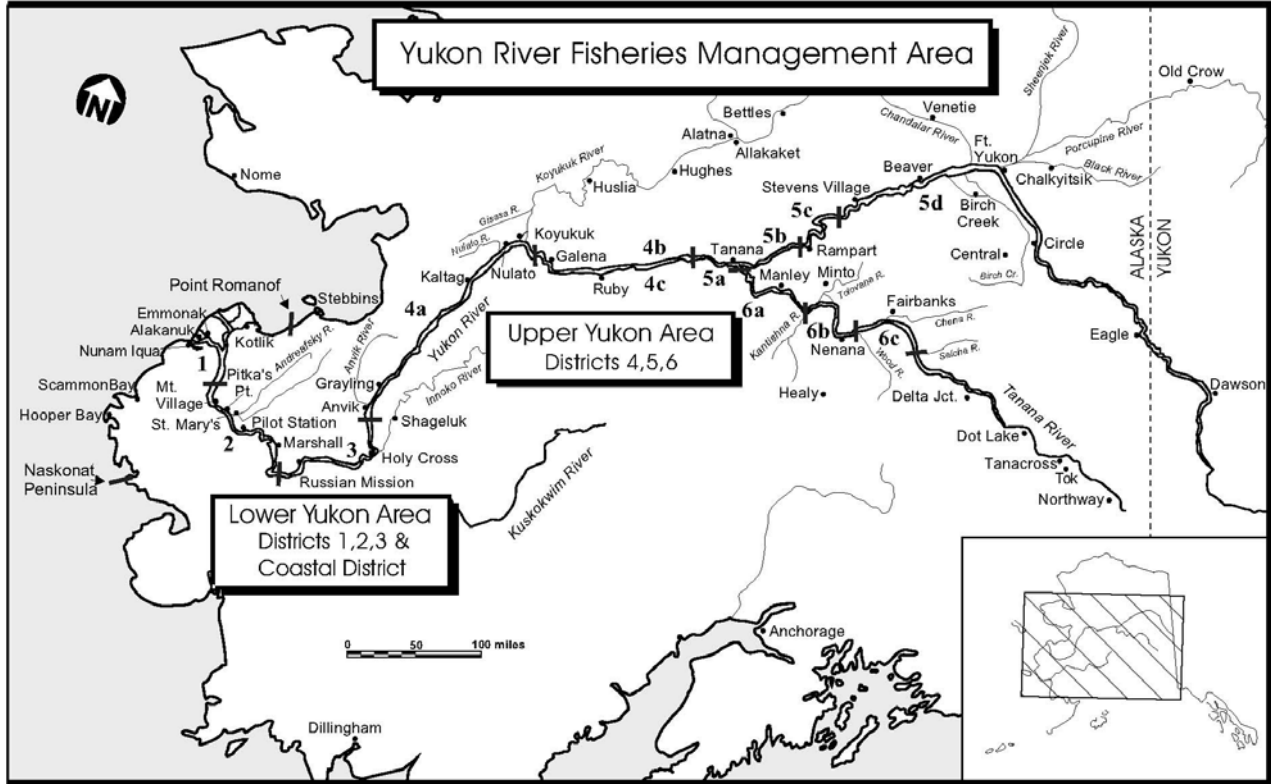 Yukon River Fisheries Management Area
N
Nome
Bettles
Alatna
Allakaket
Hughes
Huslia
Koyukuk River
Gisasa R.
Nulato R.
Koyukuk
Nulato
Galena
Kaltag
4a
Yukon River
4b
Ruby
4c
Tanana
5a
5b
Rampart
5c
Stevens Village
Beaver
5d
Venetie
Chandalar River
Ft.
Yukon
Sheenjek River
Old Crow
Porcupine River
Black River
Chalkyitsik
Birch
Creek
Central
Birch Cr.
Circle
ALASKA
YUKON
Eagle
Dawson
Manley
Minto
Tolovana R.
6a
Kantishna R.
6b
Nenana
Fairbanks
Chena R.
6c
Salcha R.
Wood R.
Healy
Delta Jct.
Tanana River
Dot Lake
Tanacross
Tok
Northway
Point Romanof
Stebbins
Emmonak
Alakanuk
Nunam Iqua
Kotlik
1
Andreafsky R.
Anvik River
Pitka's
Pt.
Scammon Bay
Mt.
Village
Hooper Bay
St. Mary's
Pilot Station
2
Marshall
Grayling
Anvik
Innoko River
Shageluk
3
Holy Cross
Russian Mission
Naskonat
Peninsula
Kuskokwim River
Upper Yukon Area
Districts 4,5,6
Lower Yukon Area
Districts 1,2,3 &
Coastal District
0 50 100 miles
Anchorage
Dillingham